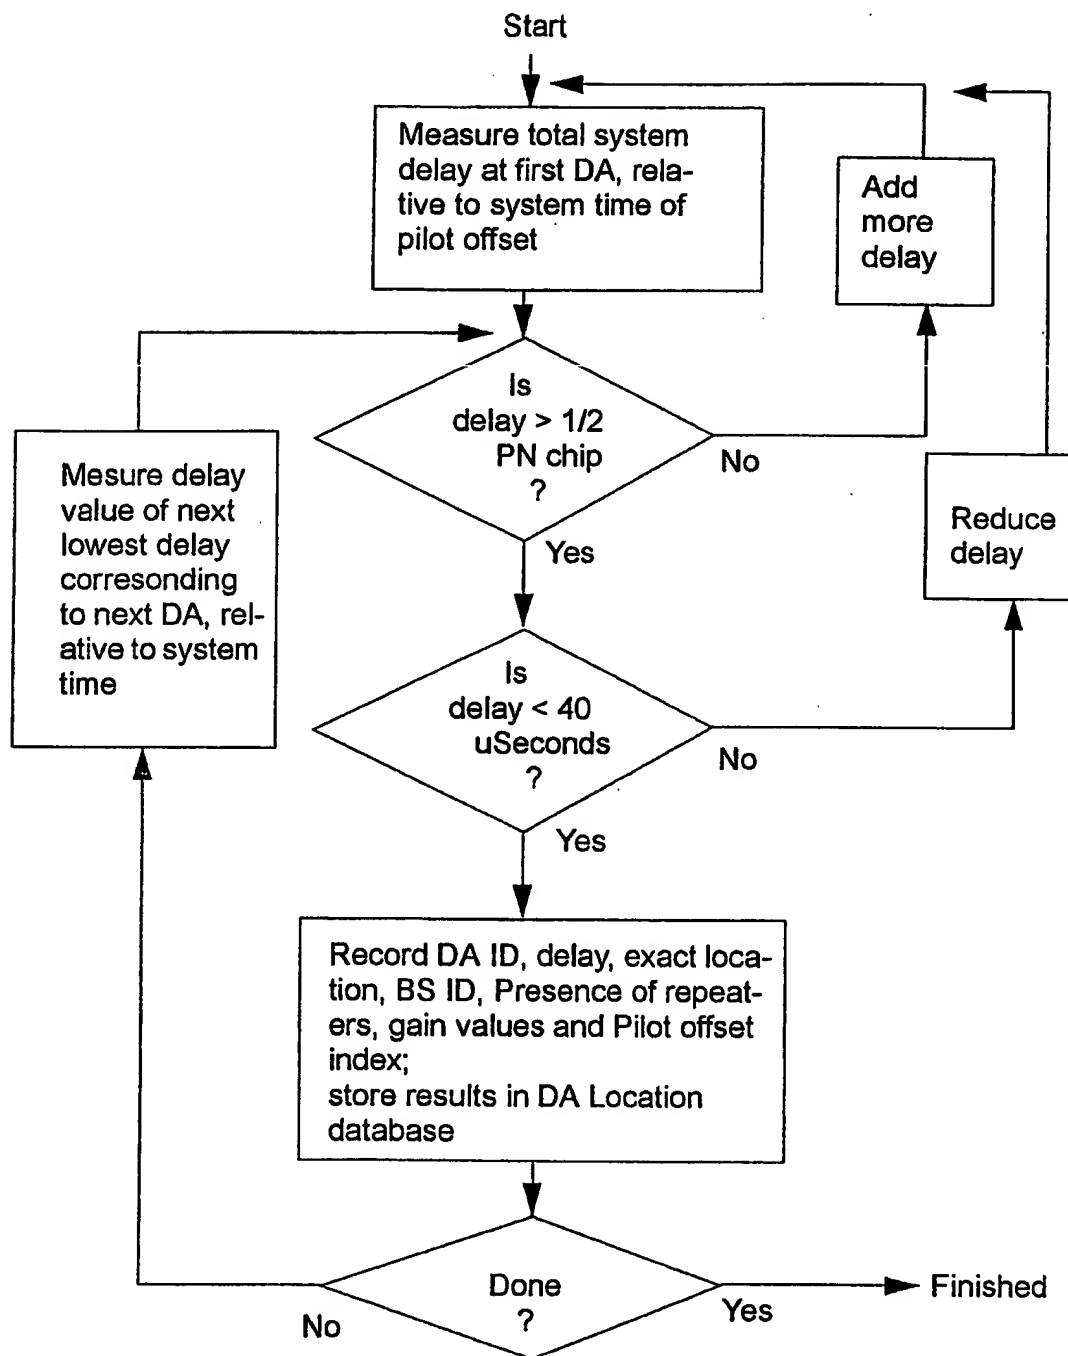 Start
Measure total system
delay at first DA, rela-
tive to system time of
pilot offset
Add
more
delay
Is
delay > 1/2
PN chip
?
No
Yes
Mesure delay
value of next
lowest delay
corresonding
to next DA, rel-
ative to system
time
Reduce
delay
Is
delay < 40
uSeconds
?
No
Yes
Record DA ID, delay, exact loca-
tion, BS ID, Presence of repeat-
ers, gain values and Pilot offset
index;
store results in DA Location
database
Done
?
No
Yes
Finished